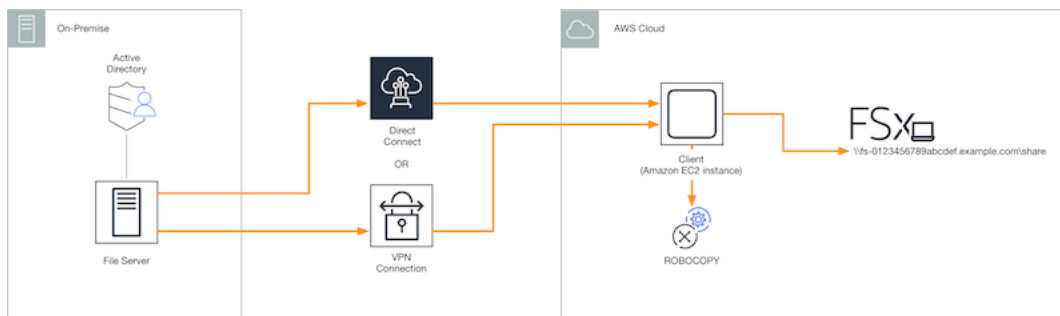 On-Premise
Active
Directory
File Server
Direct
Connect
OR
VPN
Connection
AWS Cloud
Client
(Amazon EC2 instance)
ROBOCOPY
FSx
\\fs-0123456789abcdef.example.com\share